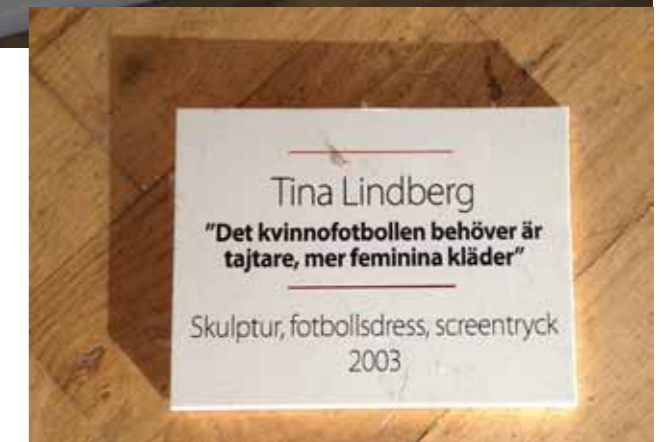 Tina Lindberg
”Det kvinnofotbollen behöver är
tajtare, mer feminina kläder”
Skulptur, fotbollsdress, screentryck
2003